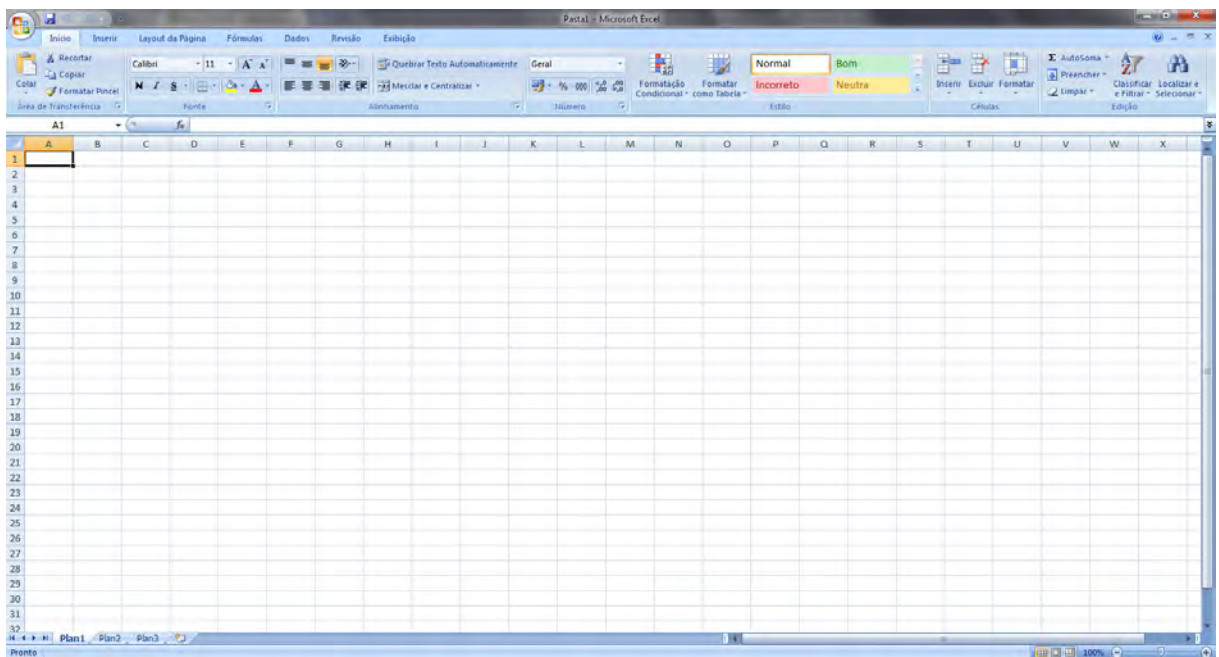 Pasta1 - Microsoft Excel
Início Inserir Layout da Página Fórmulas Dados Revisão Exibição
Colar
Recortar
Copiar
Formatar Pincel
Área de Transferência
Calibri 11
N I S
Fonte
Quebrar Texto Automaticamente
Mesclar e Centralizar
Alinhamento
Geral
% 000
Número
Formatação Condicional
Formatar como Tabela
Normal Bom
Incorreto Neutra
Estilo
Inserir Excluir Formatar
Células
Σ AutoSoma
Preencher
Limpar
Classificar e Filtrar
Localizar e Selecionar
Edição
A1 fx
A B C D E F G H I J K L M N O P Q R S T U V W X
1
2
3
4
5
6
7
8
9
10
11
12
13
14
15
16
17
18
19
20
21
22
23
24
25
26
27
28
29
30
31
32
Plan1 Plan2 Plan3
Pronto 100%